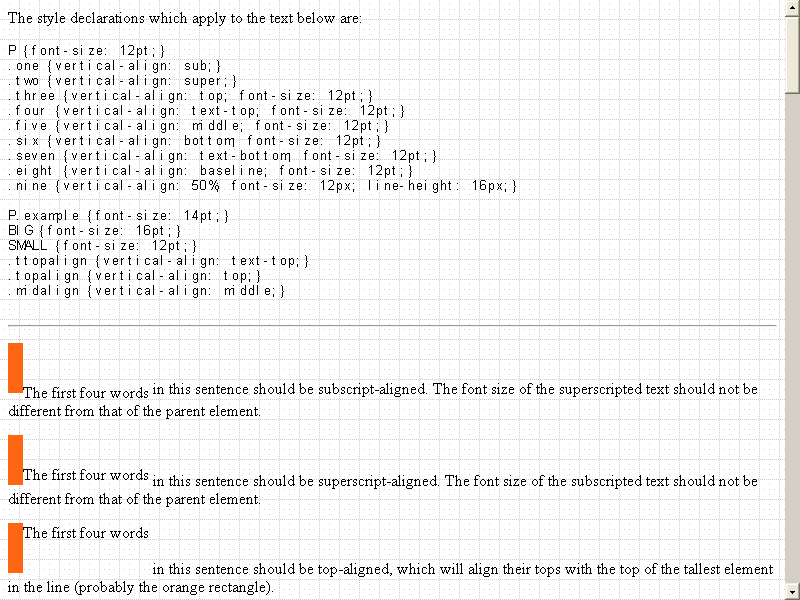 The style declarations which apply to the text below are:
P {font-size: 12pt;}
.one {vertical-align: sub;}
.two {vertical-align: super;}
.three {vertical-align: top; font-size: 12pt;}
.four {vertical-align: text-top; font-size: 12pt;}
.five {vertical-align: middle; font-size: 12pt;}
.six {vertical-align: bottom; font-size: 12pt;}
.seven {vertical-align: text-bottom; font-size: 12pt;}
.eight {vertical-align: baseline; font-size: 12pt;}
.nine {vertical-align: 50%; font-size: 12px; line-height: 16px;}
P.example {font-size: 14pt;}
BIG {font-size: 16pt;}
SMALL {font-size: 12pt;}
.ttopalign {vertical-align: text-top;}
.topalign {vertical-align: top;}
.midalign {vertical-align: middle;}
The first four words in this sentence should be subscript-aligned. The font size of the superscripted text should not be
different from that of the parent element.
The first four words in this sentence should be superscript-aligned. The font size of the subscripted text should not be
different from that of the parent element.
The first four words in this sentence should be top-aligned, which will align their tops with the top of the tallest element
in the line (probably the orange rectangle).